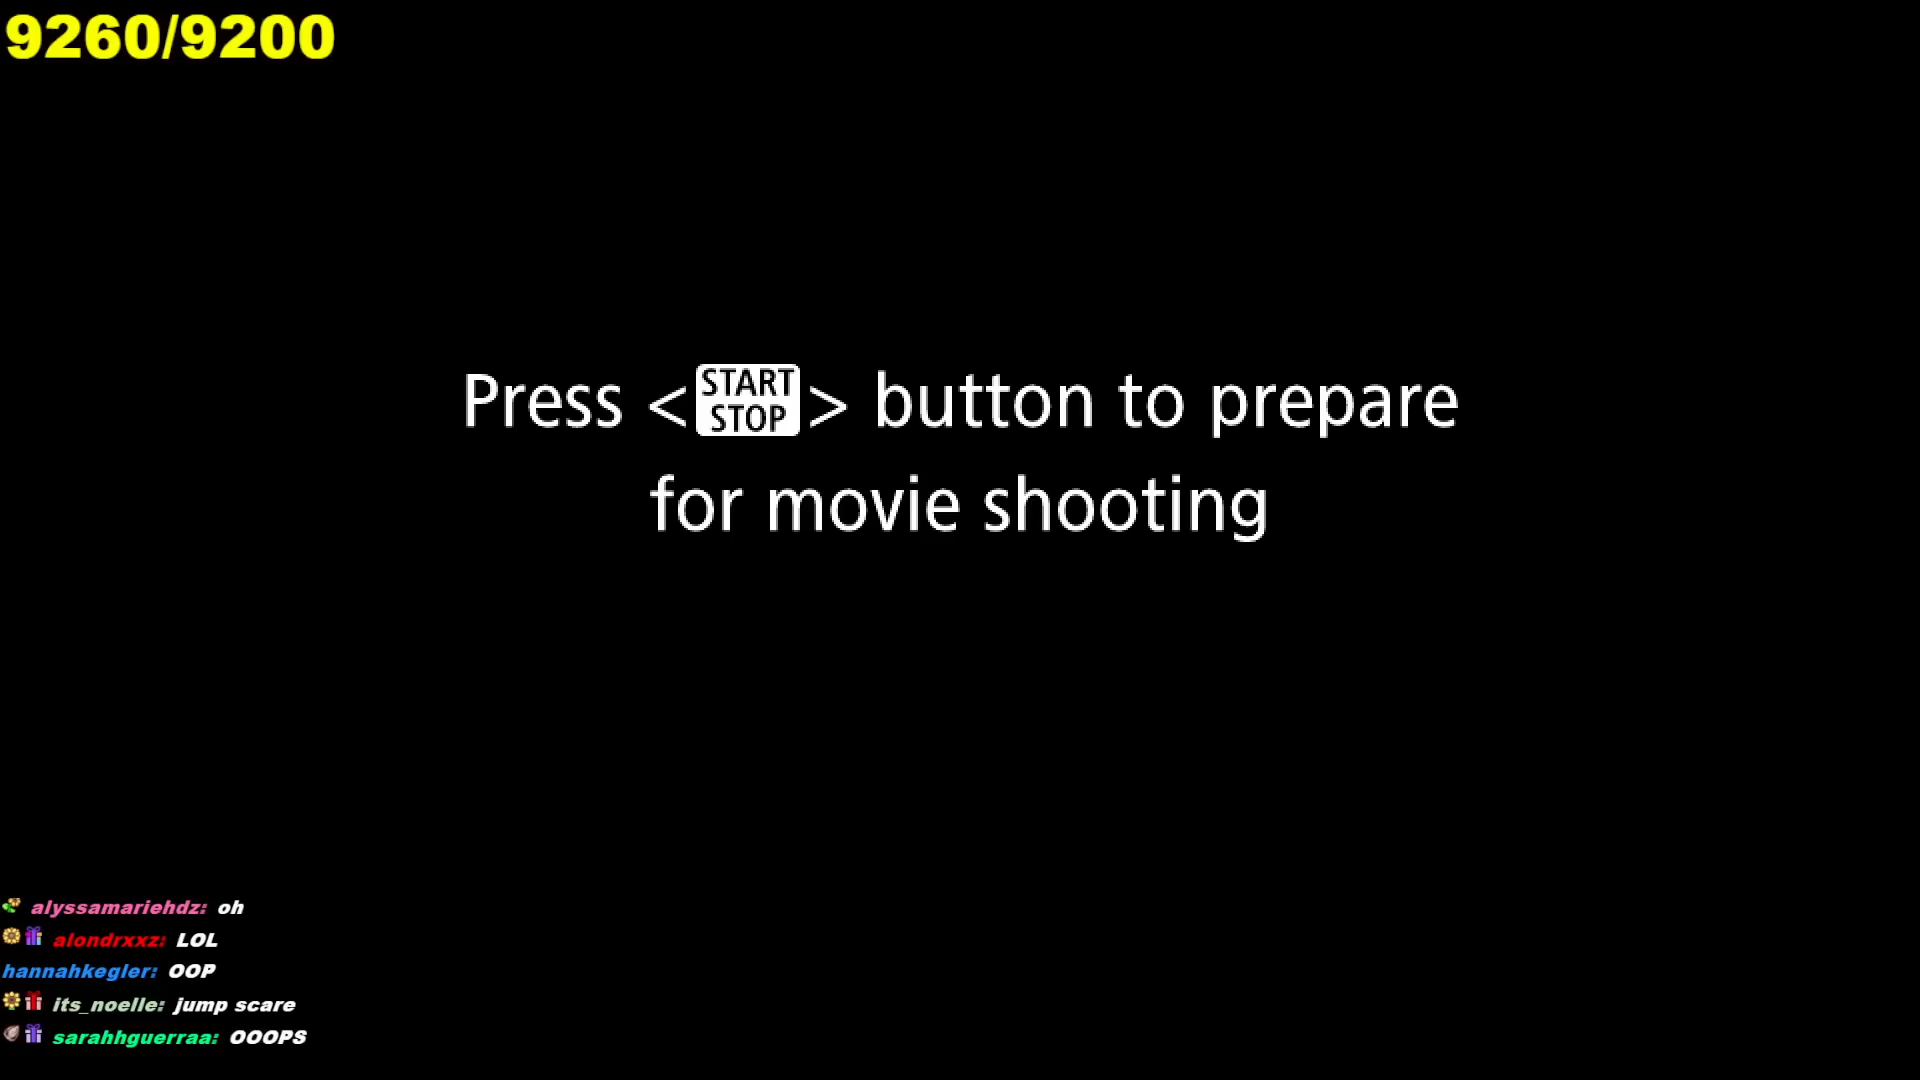 9260/9200
Press <START STOP> button to prepare
for movie shooting
alyssamariehdz: oh
alondrxxz: LOL
hannahkegler: OOP
its_noelle: jump scare
sarahhguerraa: OOOPS